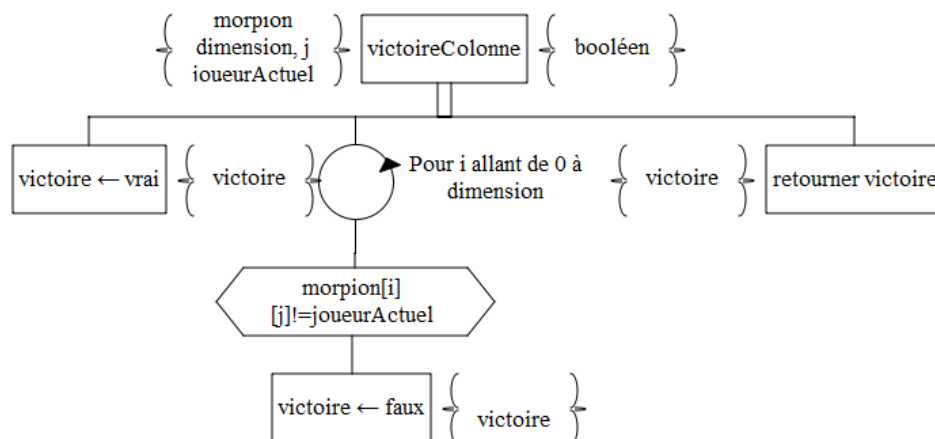 morpion
dimension, j
joueurActuel
victoireColonne
booléen
victoire ← vrai
victoire
Pour i allant de 0 à
dimension
victoire
retourner victoire
morpion[i]
[j]!=joueurActuel
victoire ← faux
victoire